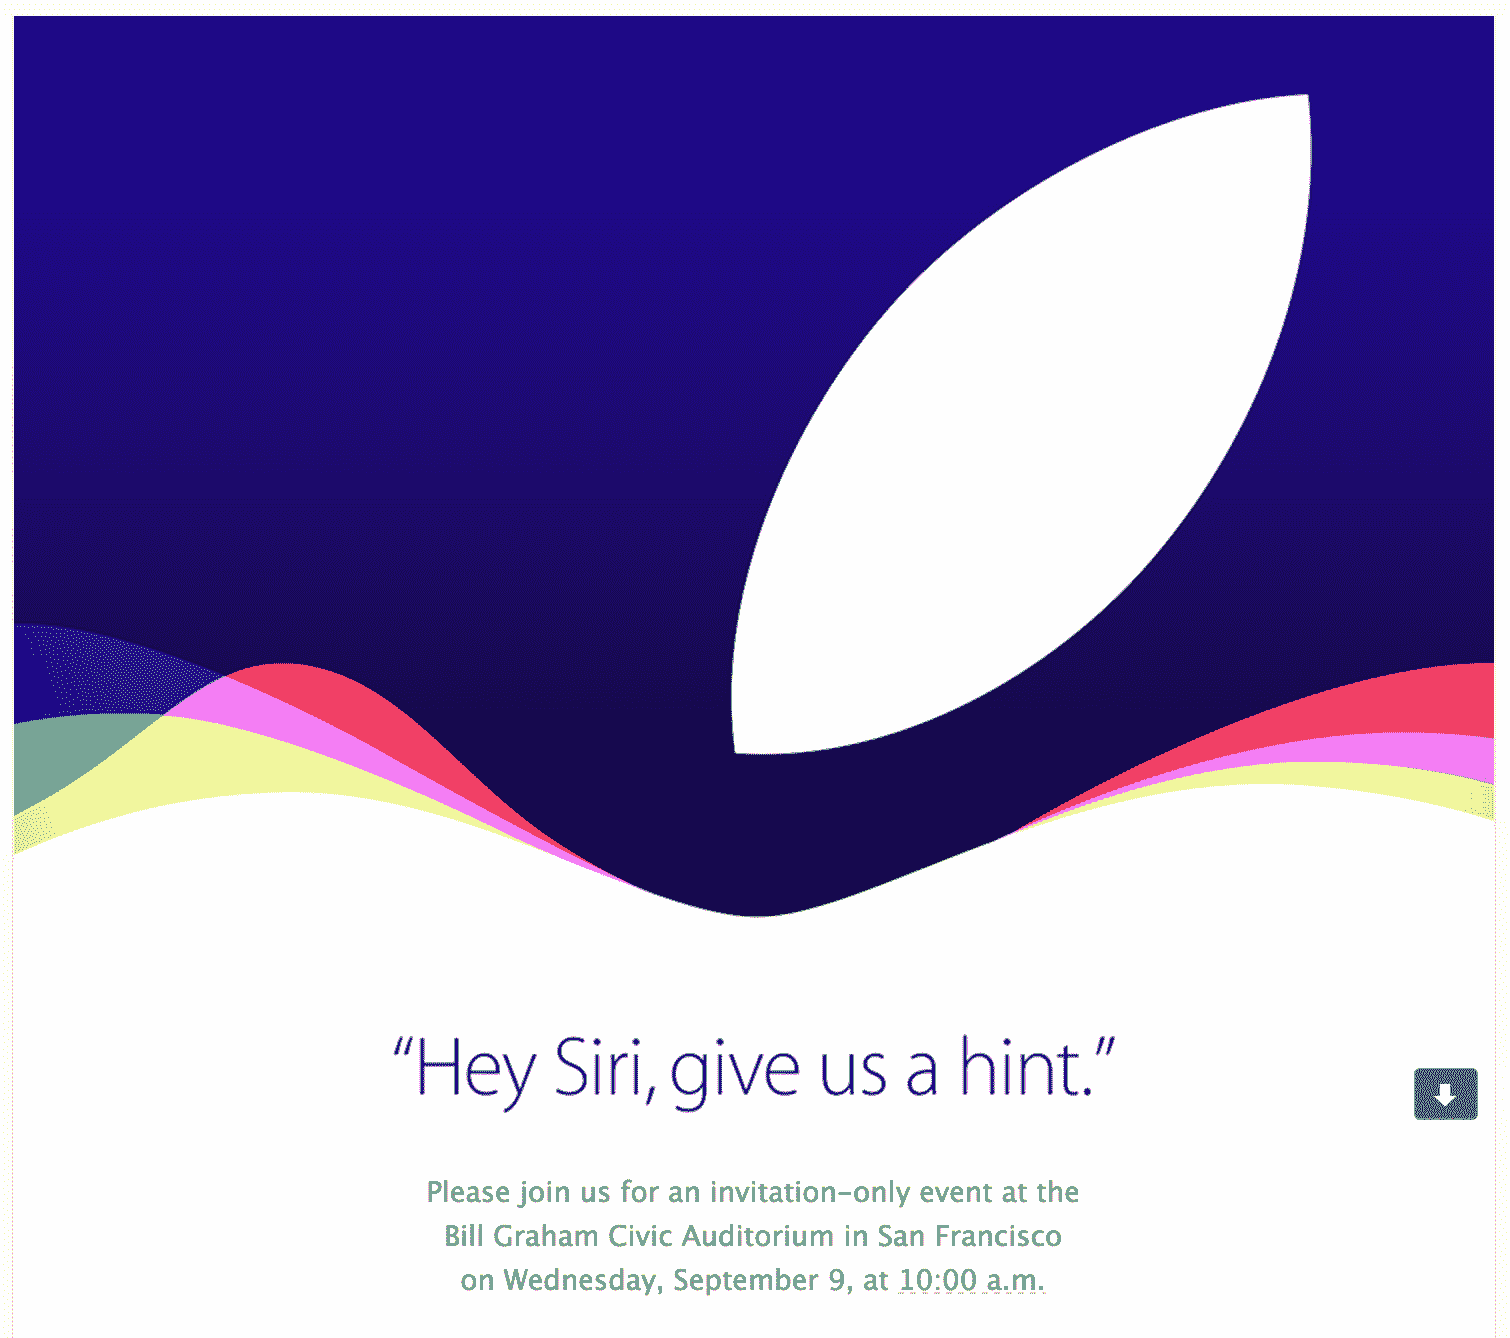 “Hey Siri, give us a hint.”
Please join us for an invitation-only event at the
Bill Graham Civic Auditorium in San Francisco
on Wednesday, September 9, at 10:00 a.m.